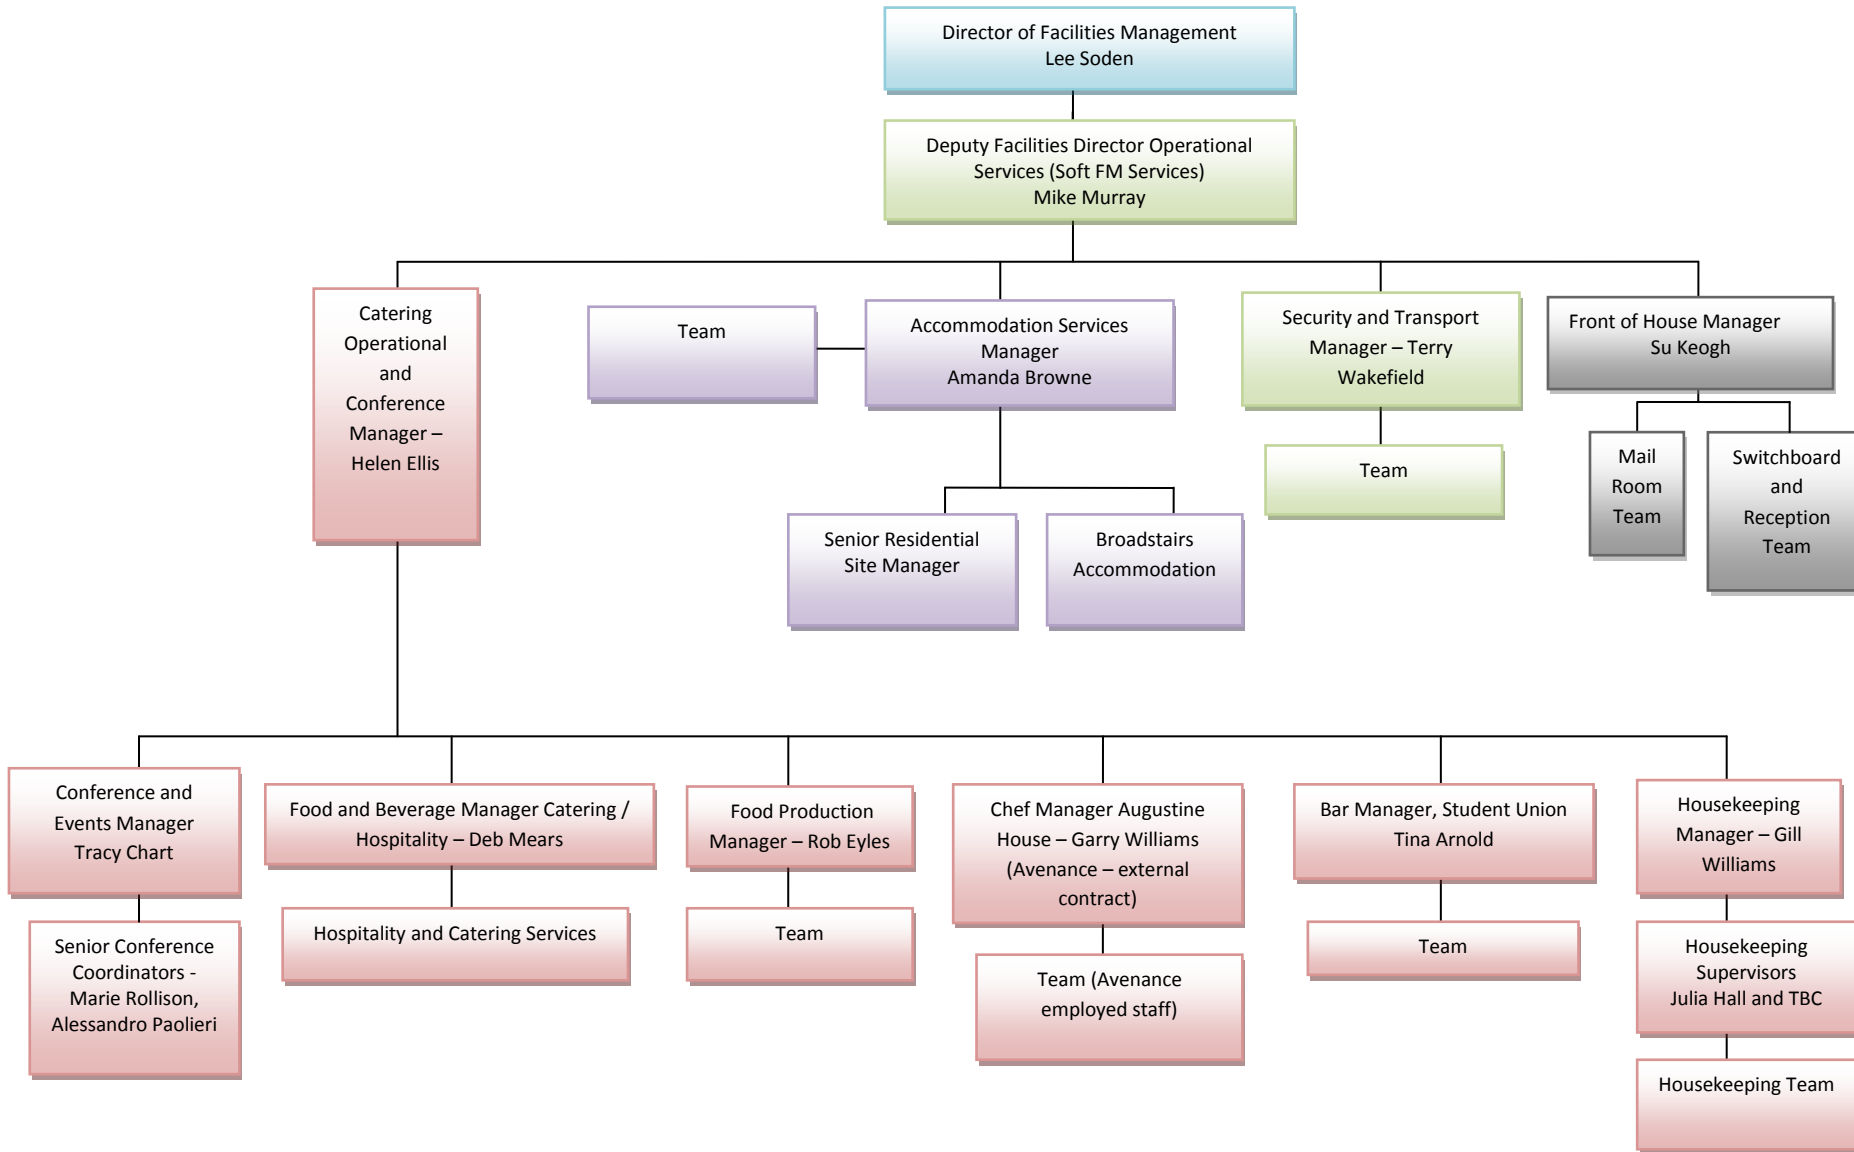 Director of Facilities Management
Lee Soden
Deputy Facilities Director Operational
Services (Soft FM Services)
Mike Murray
Catering
Operational
and
Conference
Manager –
Helen Ellis
Team
Accommodation Services
Manager
Amanda Browne
Security and Transport
Manager – Terry
Wakefield
Front of House Manager
Su Keogh
Team
Mail
Room
Team
Switchboard
and
Reception
Team
Senior Residential
Site Manager
Broadstairs
Accommodation
Conference and
Events Manager
Tracy Chart
Food and Beverage Manager Catering /
Hospitality – Deb Mears
Food Production
Manager – Rob Eyles
Chef Manager Augustine
House – Garry Williams
(Avenance – external
contract)
Bar Manager, Student Union
Tina Arnold
Housekeeping
Manager – Gill
Williams
Senior Conference
Coordinators -
Marie Rollison,
Alessandro Paolieri
Hospitality and Catering Services
Team
Team (Avenance
employed staff)
Team
Housekeeping
Supervisors
Julia Hall and TBC
Housekeeping Team